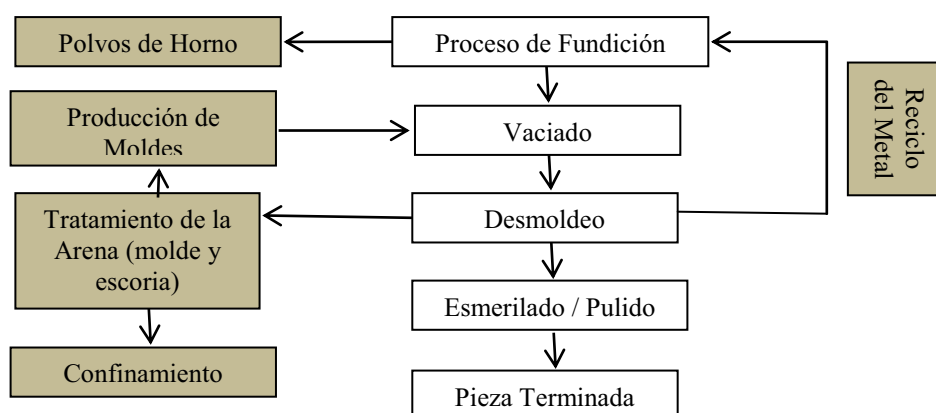 Polvos de Horno
Proceso de Fundición
Producción de
Moldes
Vaciado
Reciclo
del Metal
Tratamiento de la
Arena (molde y
escoria)
Desmoldeo
Esmerilado / Pulido
Confinamiento
Pieza Terminada